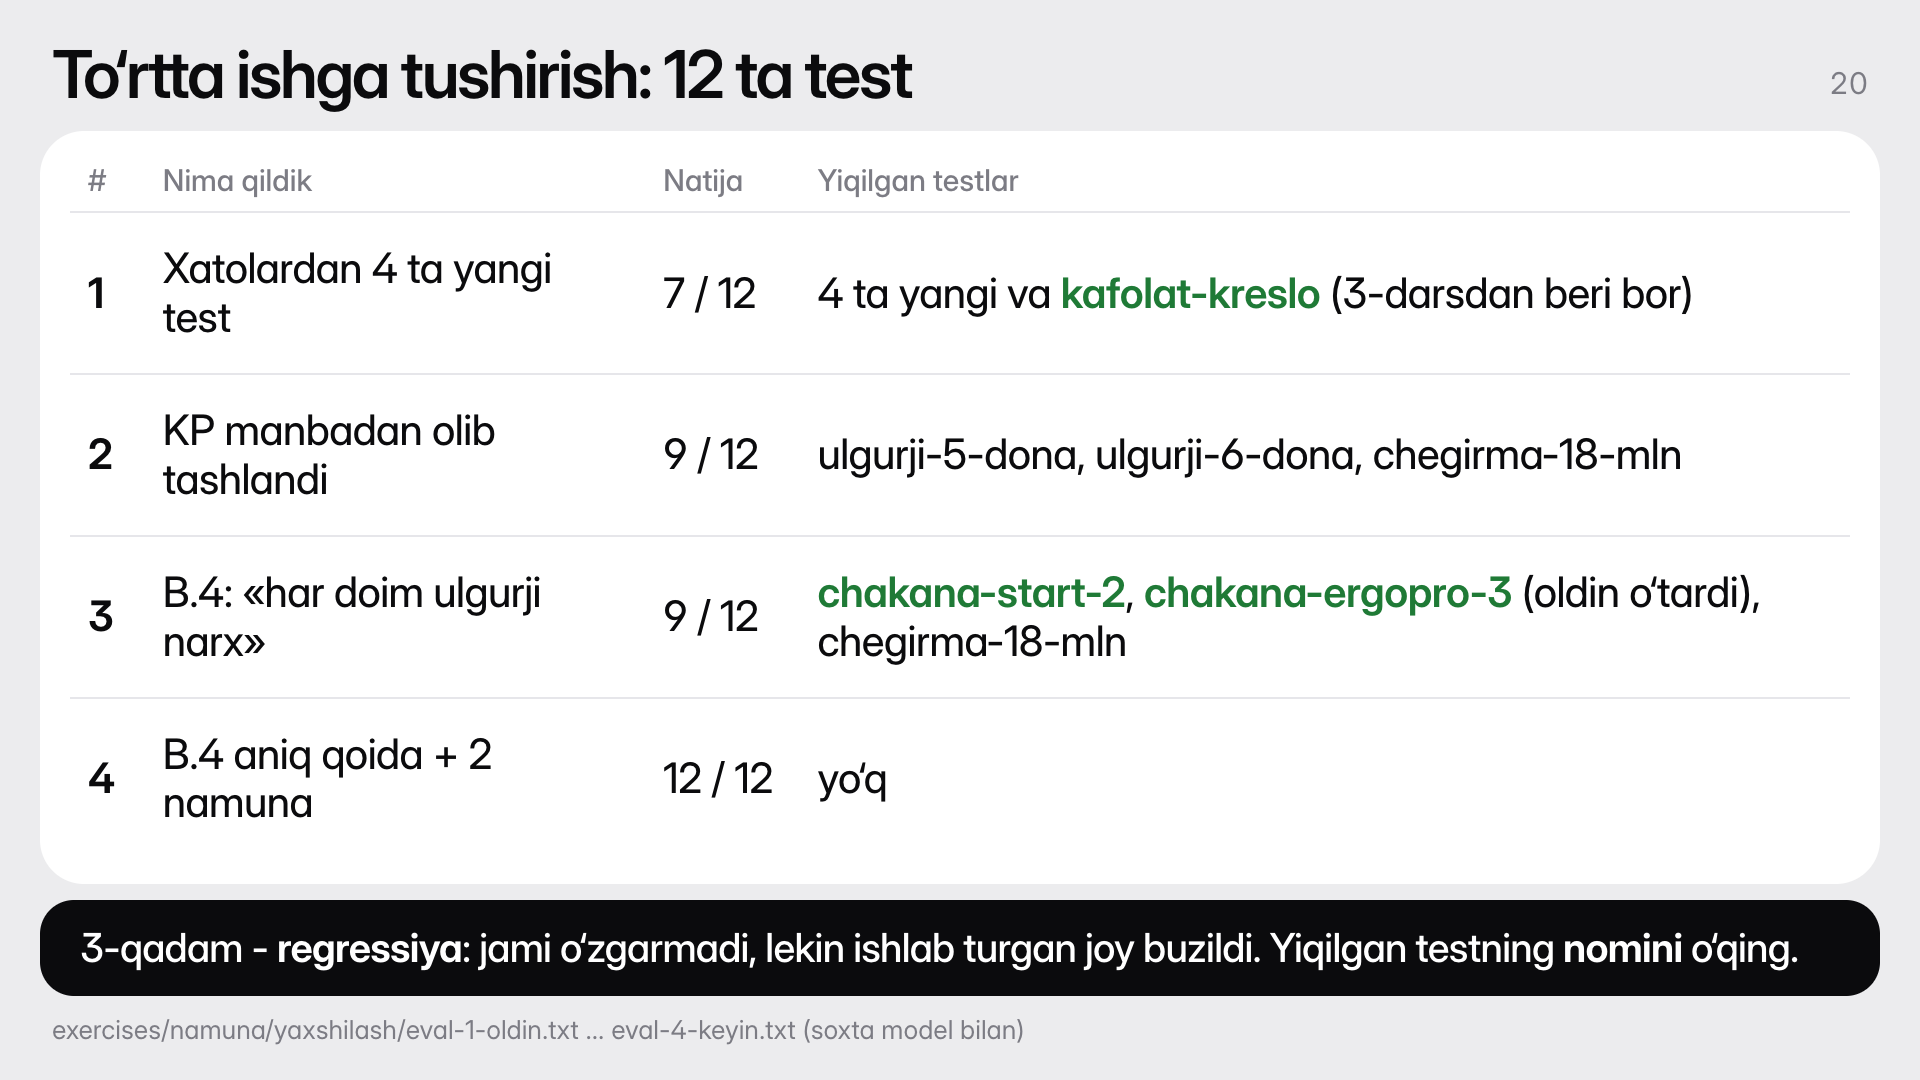 To‘rtta ishga tushirish: 12 ta test
20
# Nima qildik Natija Yiqilgan testlar
1 Xatolardan 4 ta yangi test 7 / 12 4 ta yangi va kafolat-kreslo (3-darsdan beri bor)
2 KP manbadan olib tashlandi 9 / 12 ulgurji-5-dona, ulgurji-6-dona, chegirma-18-mln
3 B.4: «har doim ulgurji narx» 9 / 12 chakana-start-2, chakana-ergopro-3 (oldin o‘tardi), chegirma-18-mln
4 B.4 aniq qoida + 2 namuna 12 / 12 yo‘q
3-qadam - regressiya: jami o‘zgarmadi, lekin ishlab turgan joy buzildi. Yiqilgan testning nomini o‘qing.
exercises/namuna/yaxshilash/eval-1-oldin.txt ... eval-4-keyin.txt (soxta model bilan)